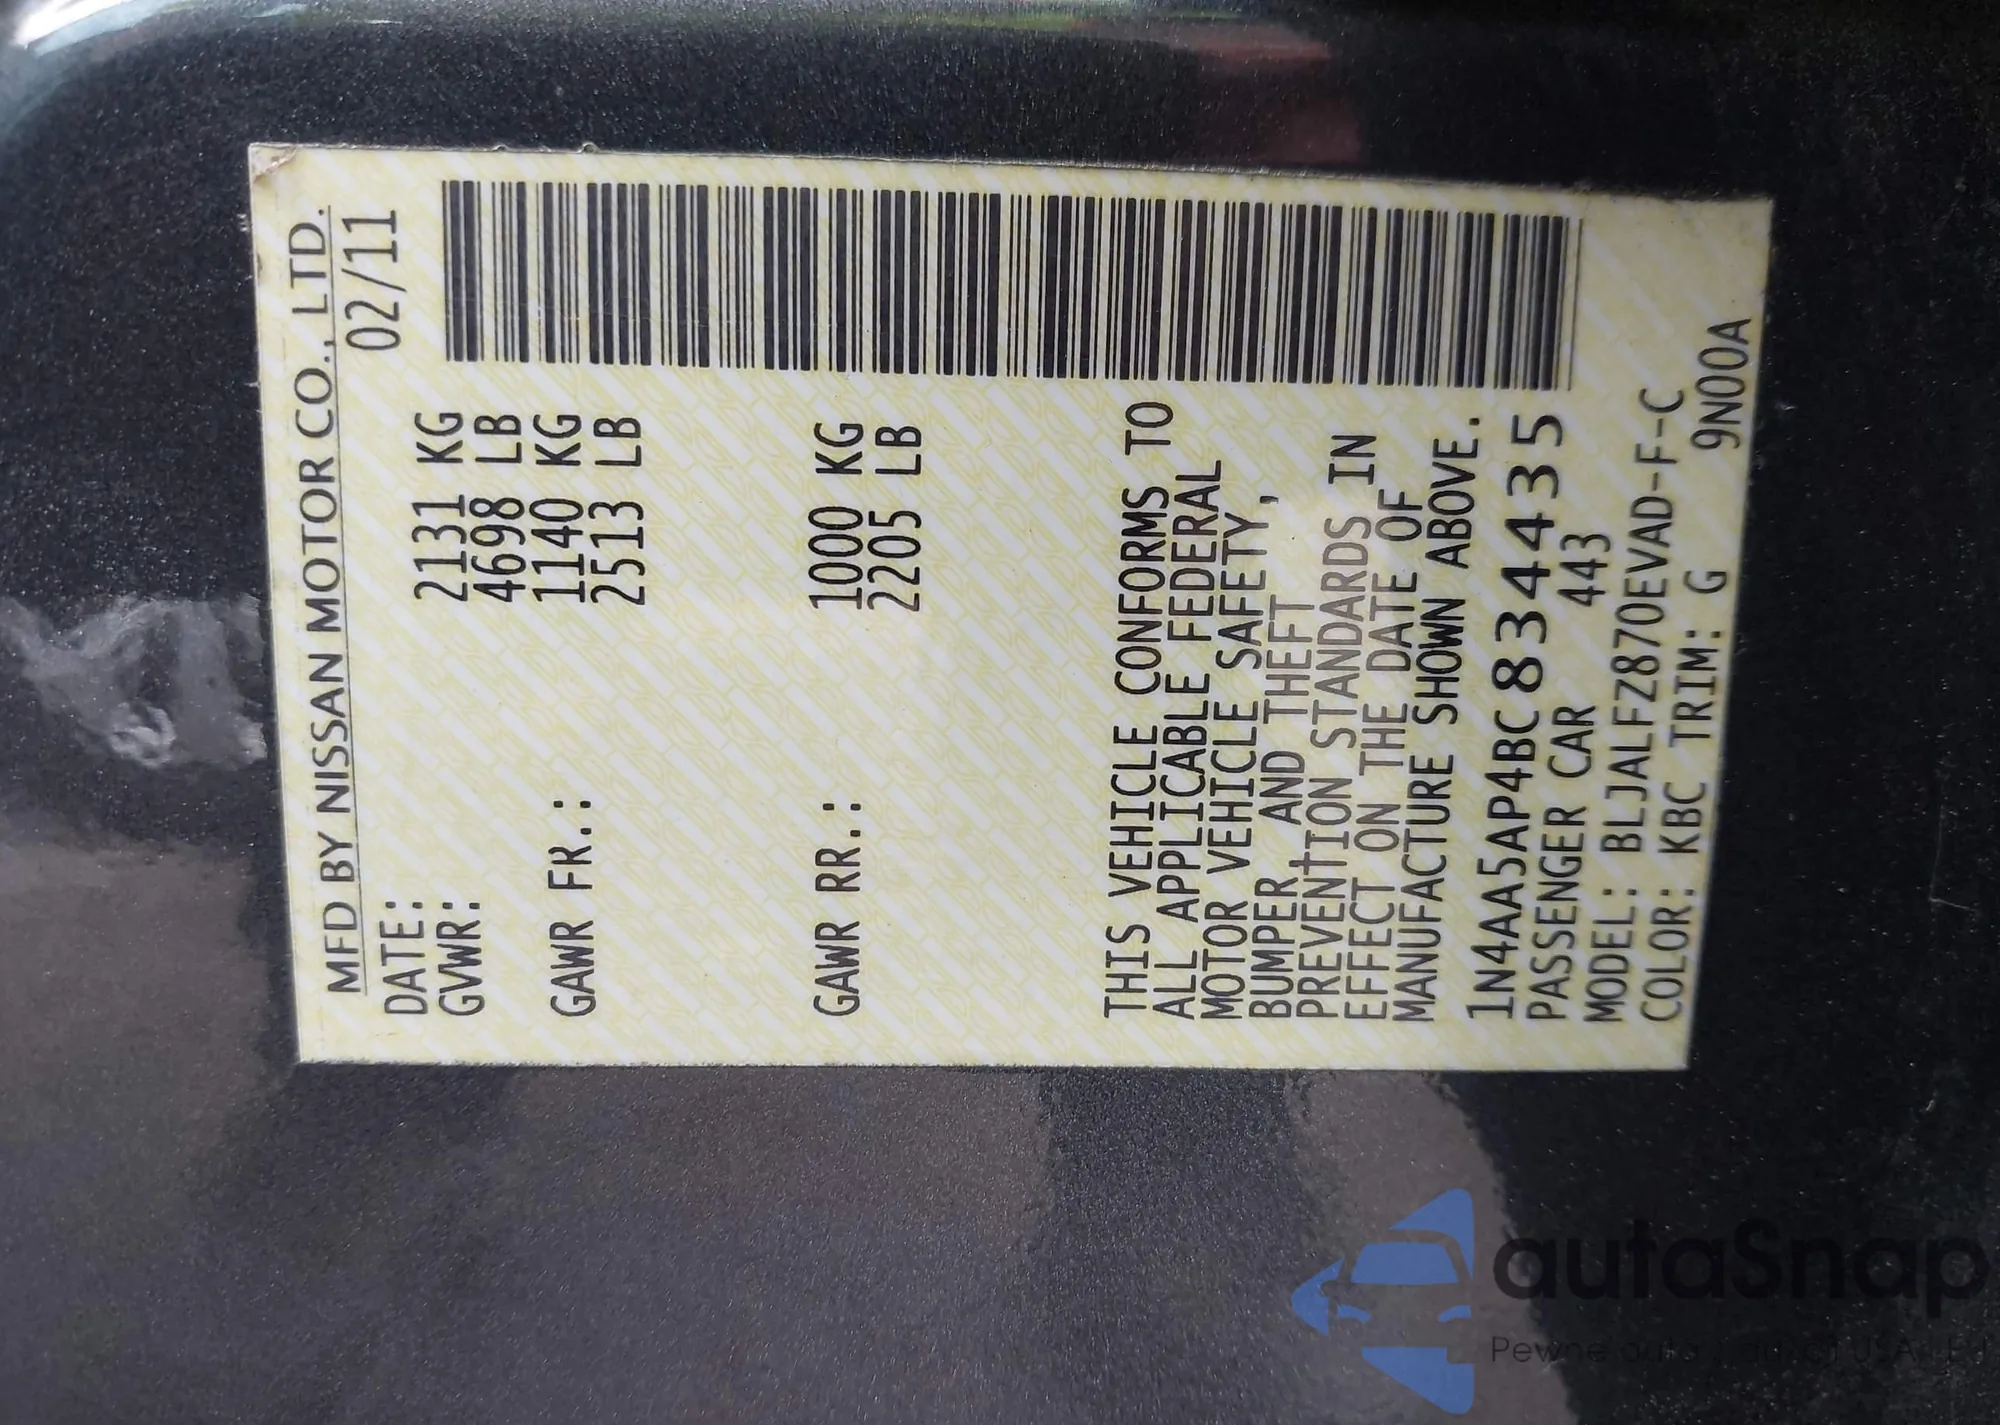 MFD BY NISSAN MOTOR CO., LTD.
DATE: 02/11
GVWR: 2131 KG
4698 LB
GAWR FR.: 1140 KG
2513 LB
GAWR RR.: 1000 KG
2205 LB
THIS VEHICLE CONFORMS TO
ALL APPLICABLE FEDERAL
MOTOR VEHICLE SAFETY,
BUMPER, AND THEFT
PREVENTION STANDARDS IN
EFFECT ON THE DATE OF
MANUFACTURE SHOWN ABOVE.
1N4AA5AP4BC834435
PASSENGER CAR 443
MODEL: BLJALFZ870EVAD-F-C
COLOR: KBC TRIM: G 9N00A
autaSnap
Pewne auta